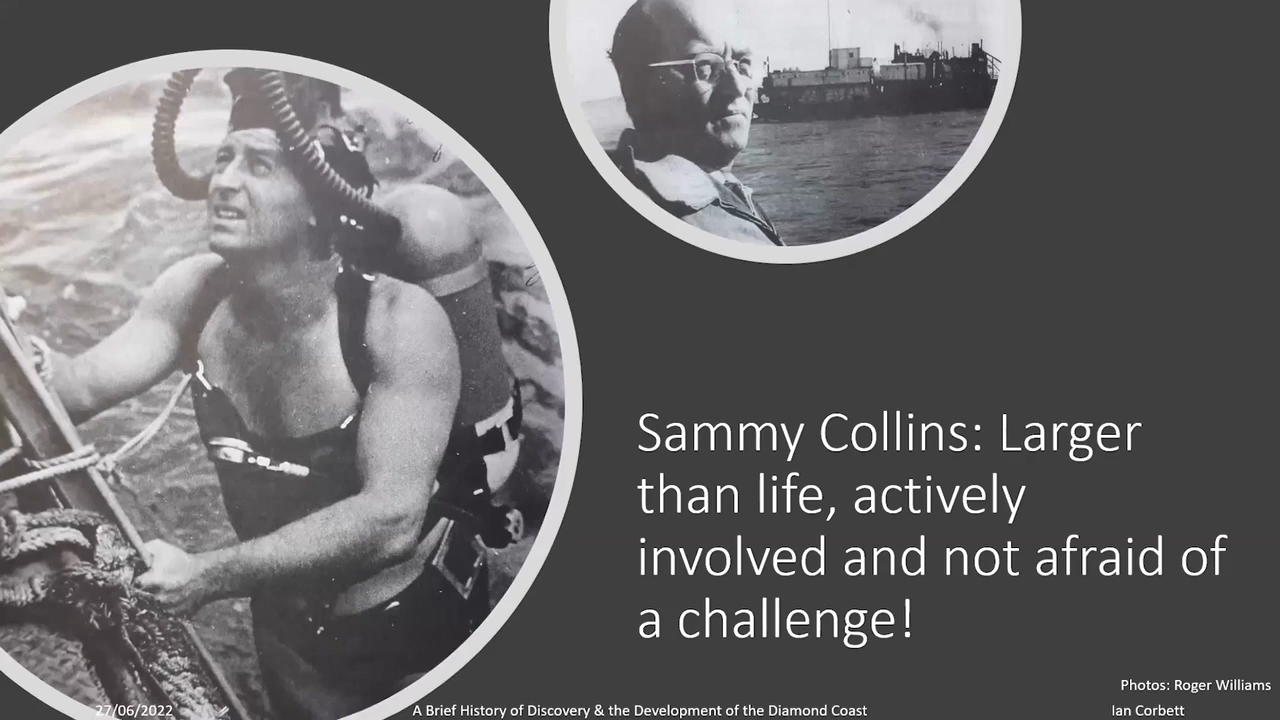 Sammy Collins: Larger
than life, actively
involved and not afraid of
a challenge!
Photos: Roger Williams
27/06/2022
A Brief History of Discovery & the Development of the Diamond Coast
Ian Corbett